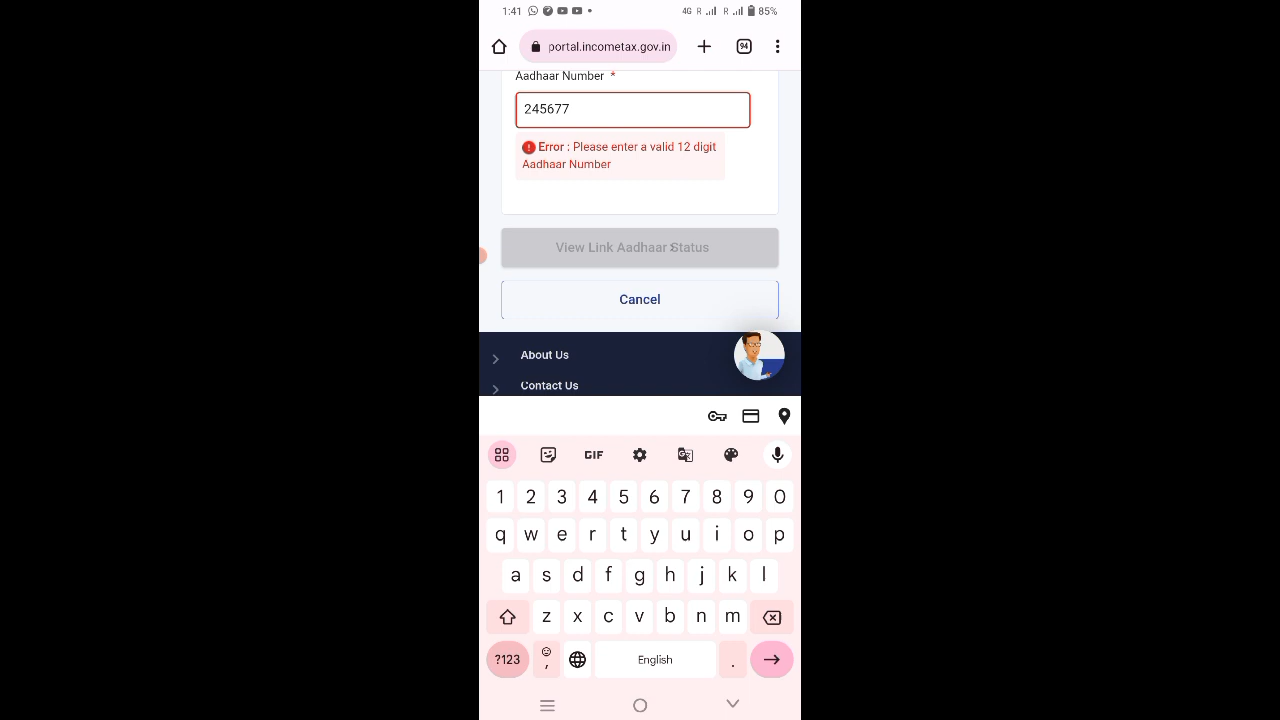 1:41 4G R R 85%
portal.incometax.gov.in 94
Aadhaar Number *
245677
Error : Please enter a valid 12 digit
Aadhaar Number
View Link Aadhaar Status
Cancel
About Us
Contact Us
GIF
1 2 3 4 5 6 7 8 9 0
q w e r t y u i o p
a s d f g h j k l
z x c v b n m
?123 , English .